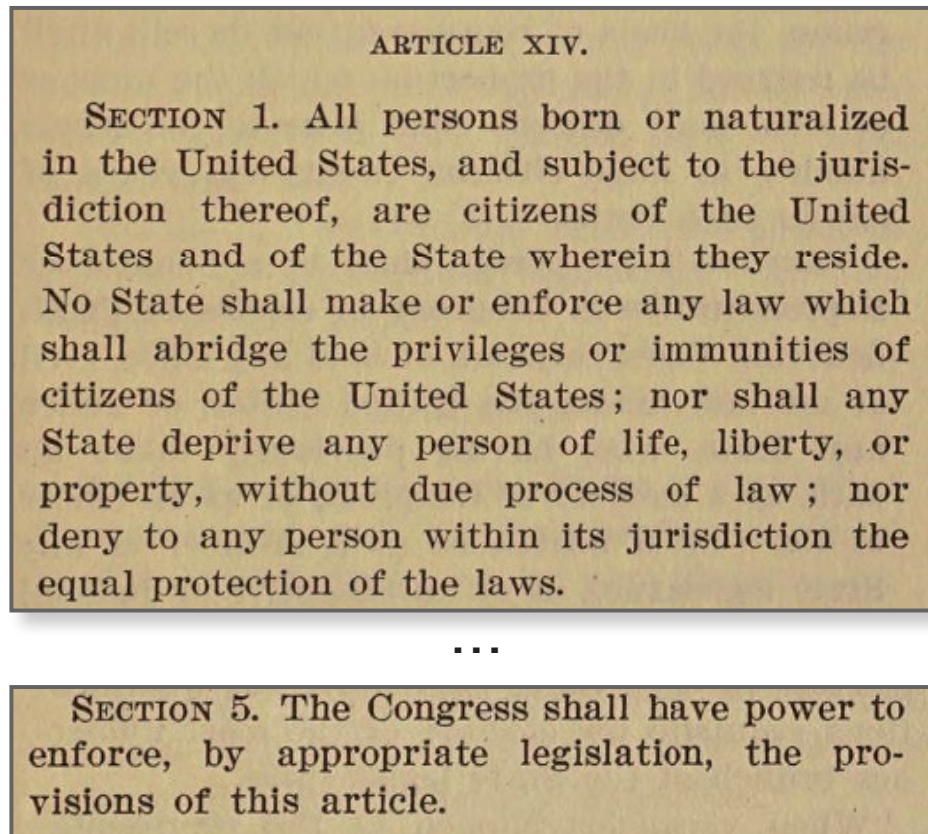 ARTICLE XIV.
SECTION 1. All persons born or naturalized
in the United States, and subject to the juris-
diction thereof, are citizens of the United
States and of the State wherein they reside.
No State shall make or enforce any law which
shall abridge the privileges or immunities of
citizens of the United States; nor shall any
State deprive any person of life, liberty, or
property, without due process of law; nor
deny to any person within its jurisdiction the
equal protection of the laws.
...
SECTION 5. The Congress shall have power to
enforce, by appropriate legislation, the pro-
visions of this article.